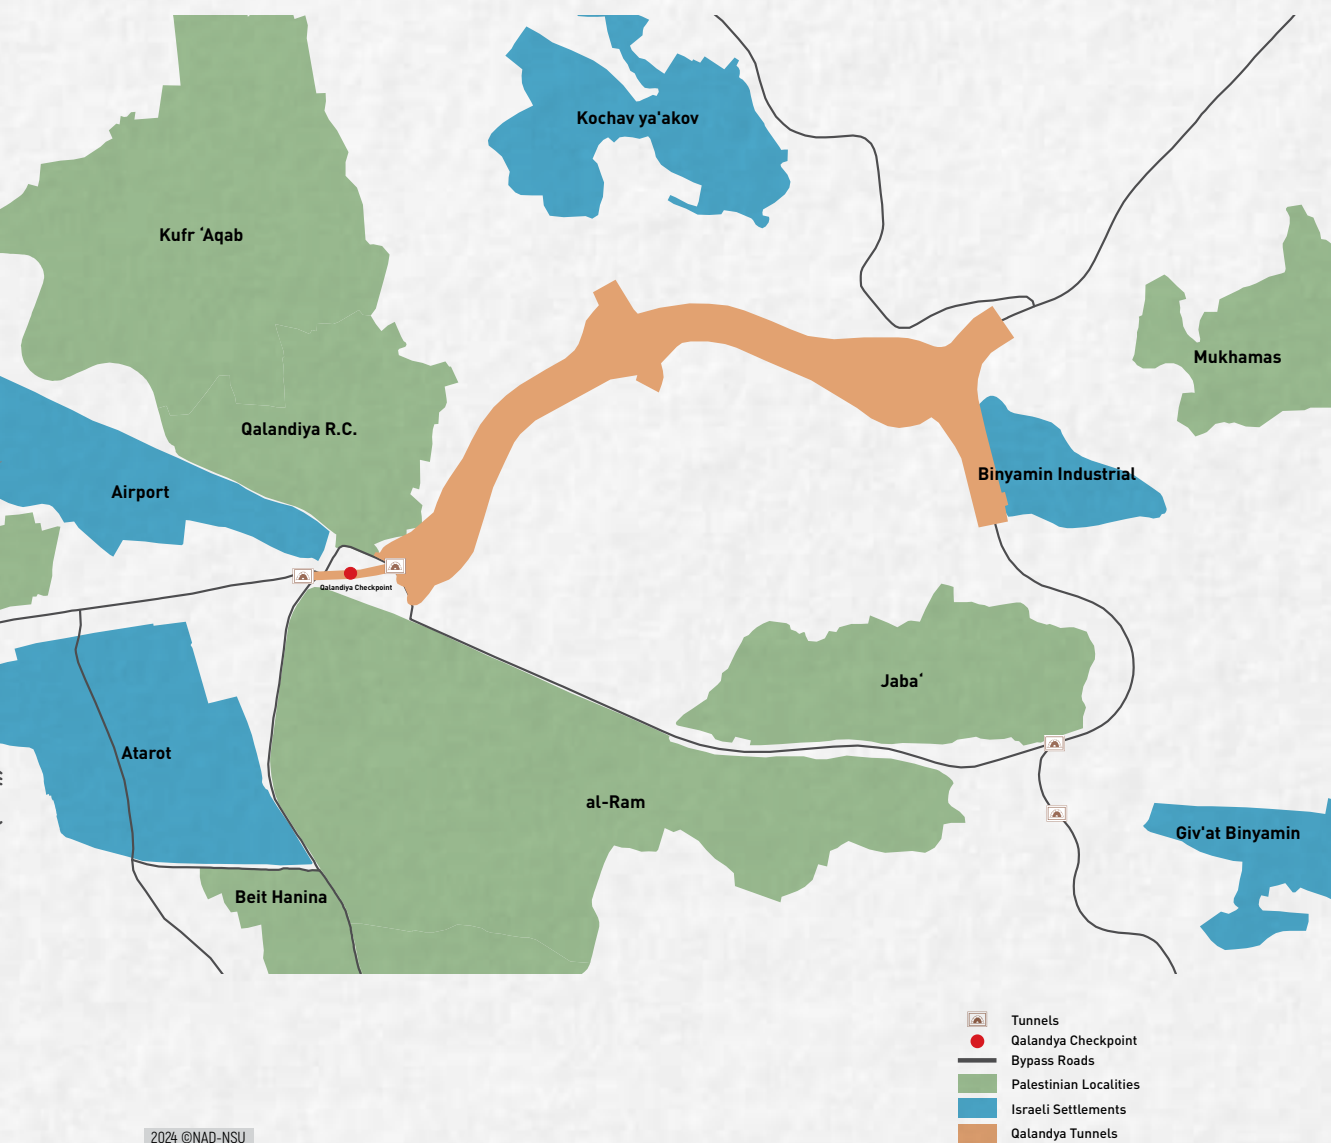 Kochav ya'akov
Kufr ‘Aqab
Mukhamas
Qalandiya R.C.
Binyamin Industrial
Airport
Qalandiya Checkpoint
Jaba‘
Atarot
al-Ram
Giv'at Binyamin
Beit Hanina
Tunnels
Qalandya Checkpoint
Bypass Roads
Palestinian Localities
Israeli Settlements
Qalandya Tunnels
2024 ©NAD-NSU